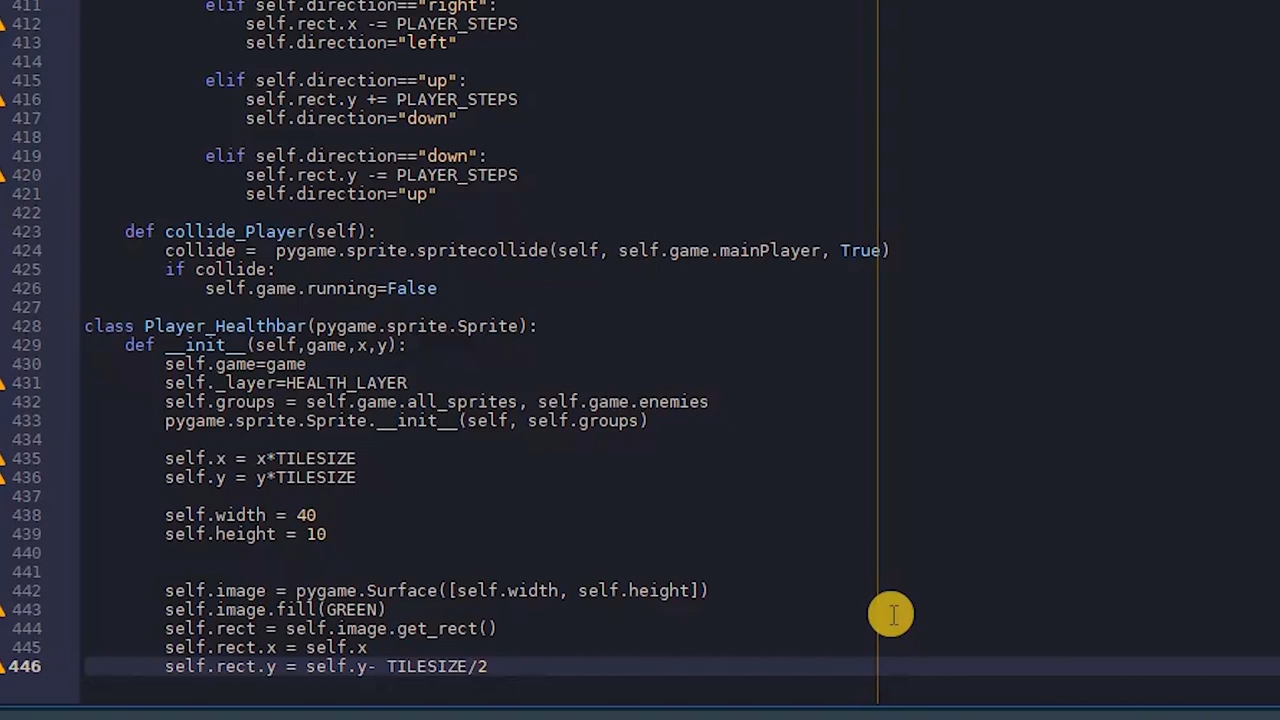 411             elif self.direction=="right":
412                 self.rect.x -= PLAYER_STEPS
413                 self.direction="left"
414
415             elif self.direction=="up":
416                 self.rect.y += PLAYER_STEPS
417                 self.direction="down"
418
419             elif self.direction=="down":
420                 self.rect.y -= PLAYER_STEPS
421                 self.direction="up"
422
423     def collide_Player(self):
424         collide =  pygame.sprite.spritecollide(self, self.game.mainPlayer, True)
425         if collide:
426             self.game.running=False
427
428 class Player_Healthbar(pygame.sprite.Sprite):
429     def __init__(self,game,x,y):
430         self.game=game
431         self._layer=HEALTH_LAYER
432         self.groups = self.game.all_sprites, self.game.enemies
433         pygame.sprite.Sprite.__init__(self, self.groups)
434
435         self.x = x*TILESIZE
436         self.y = y*TILESIZE
437
438         self.width = 40
439         self.height = 10
440
441
442         self.image = pygame.Surface([self.width, self.height])
443         self.image.fill(GREEN)
444         self.rect = self.image.get_rect()
445         self.rect.x = self.x
446         self.rect.y = self.y- TILESIZE/2